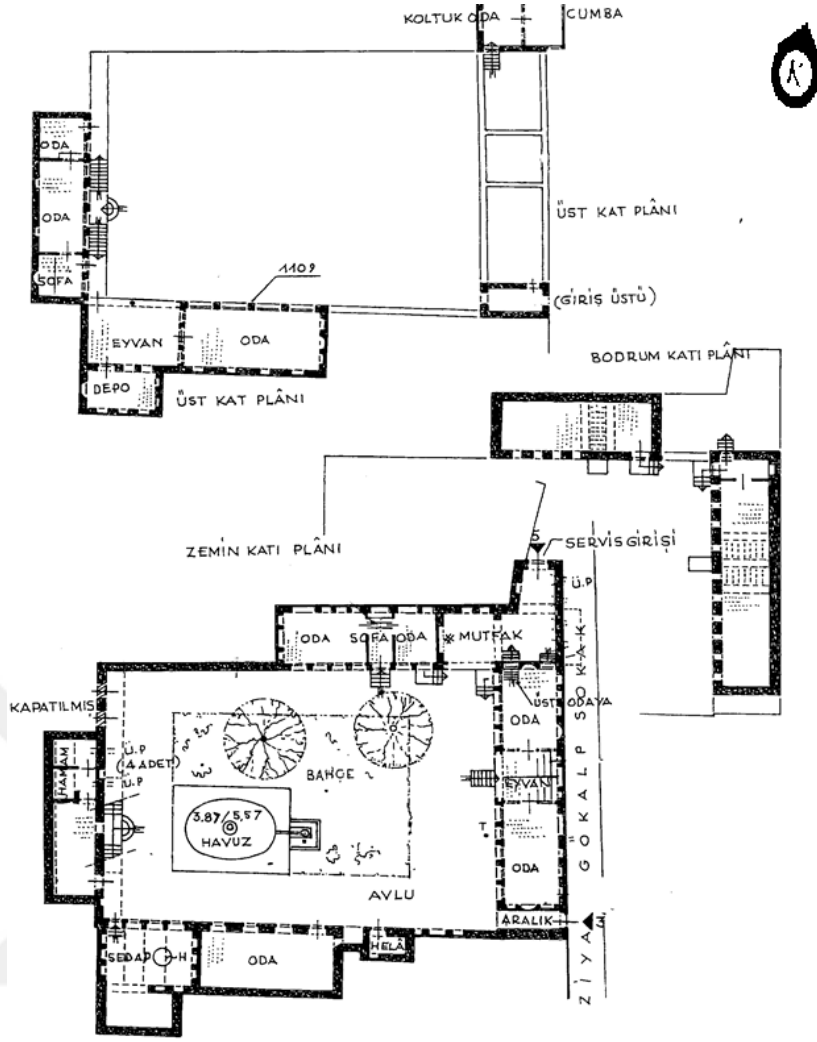 KOLTUK ODA
CUMBA
N
ODA
ODA
ÜST KAT PLÂNI
SOFA
1109
(GİRİŞ ÜSTÜ)
EYVAN
ODA
BODRUM KATI PLÂNI
DEPO
ÜST KAT PLÂNI
ZEMİN KATI PLÂNI
S
SERVİS GİRİŞİ
Ü.P
ODA
SOFA
ODA
MUTFAK
KAPATILMIS
ÜST ODAYA
ODA
Ü.P
(4 ADET)
Ü.P
HAMAM
BAHÇE
EYVAN
3,87/5,57
HAVUZ
T
ODA
AVLU
ARALIK
ZİYA GÖKALP SOKAK
SEDAP
H
ODA
HELÂ